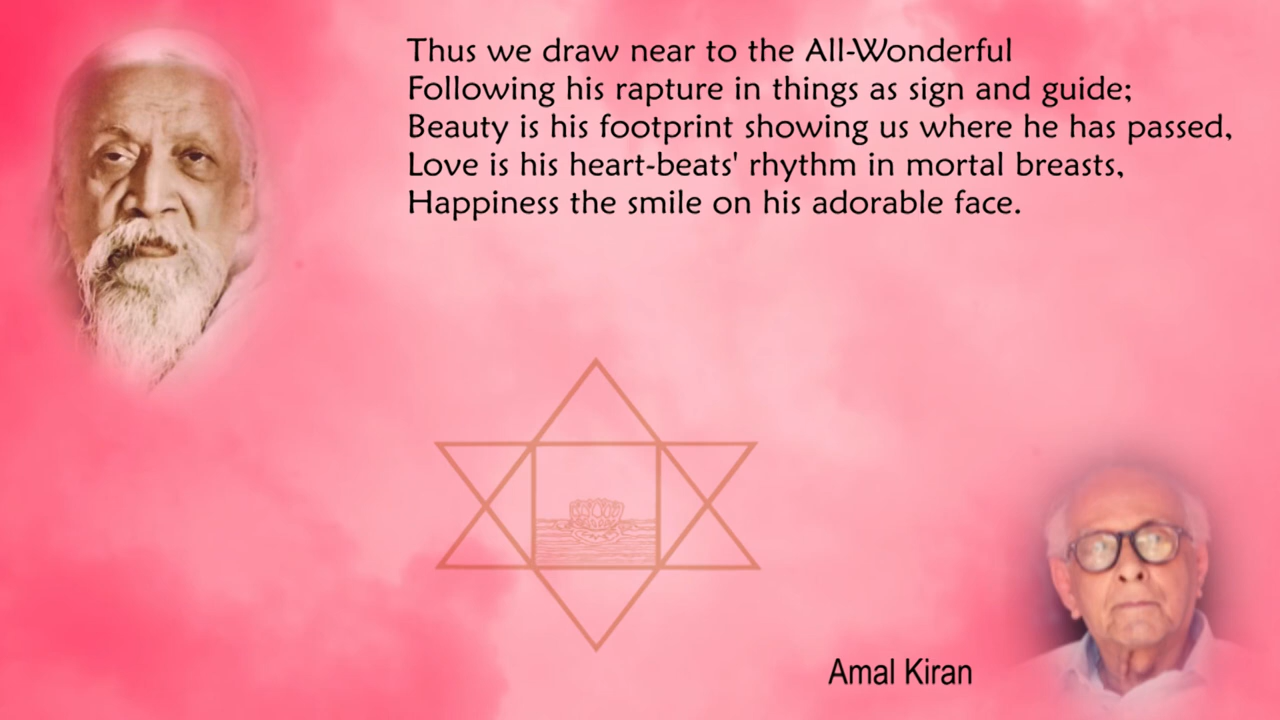 Thus we draw near to the All-Wonderful
Following his rapture in things as sign and guide;
Beauty is his footprint showing us where he has passed,
Love is his heart-beats' rhythm in mortal breasts,
Happiness the smile on his adorable face.
Amal Kiran